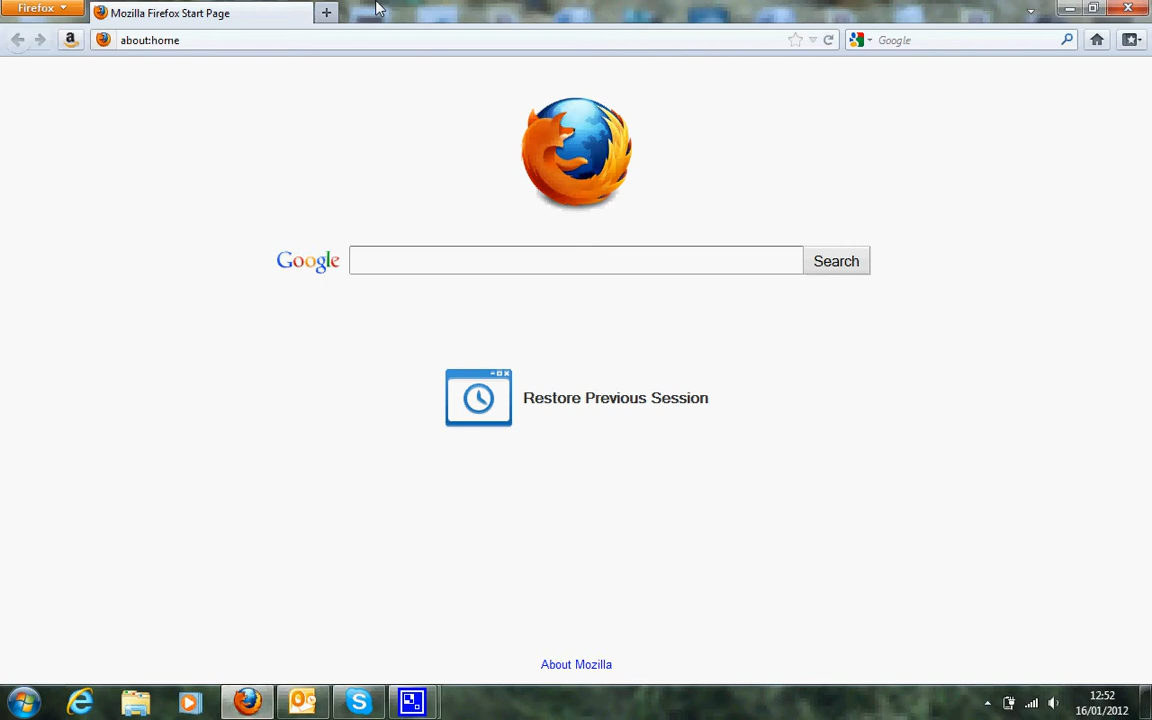 Firefox
Mozilla Firefox Start Page
about:home
Google
Google
Search
Restore Previous Session
About Mozilla
12:52
16/01/2012